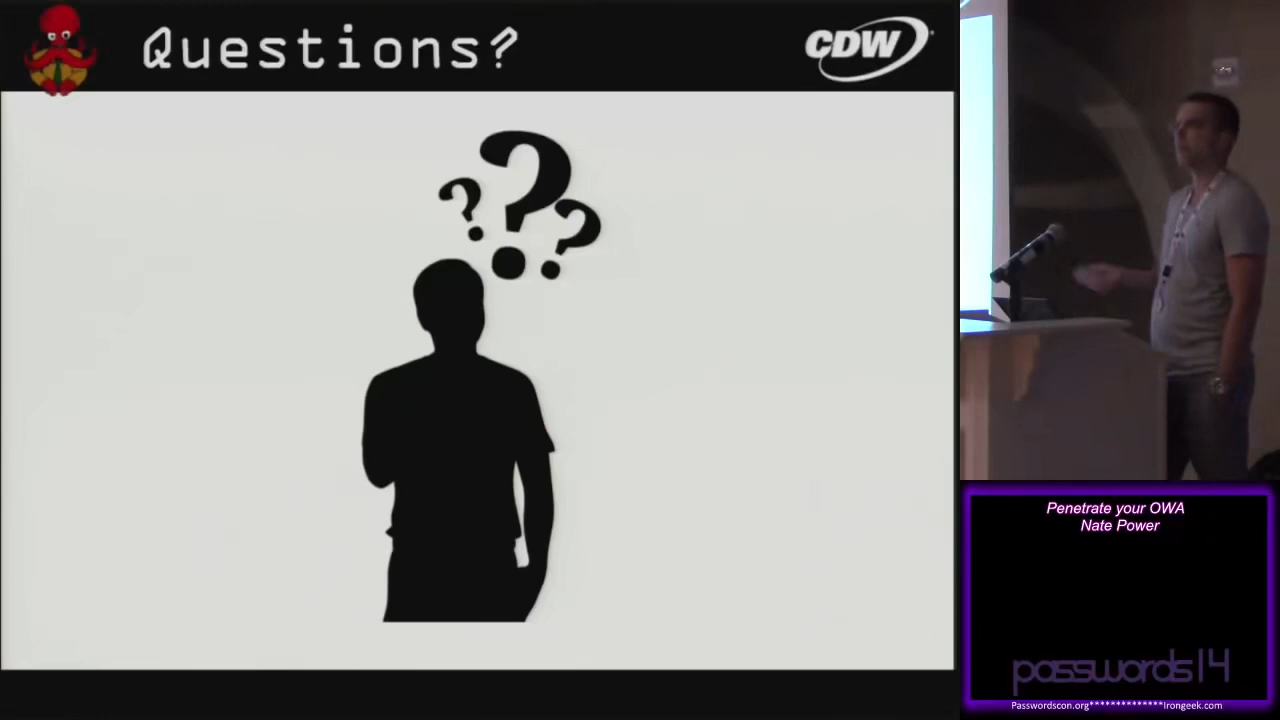 Questions?
CDW
? ? ?
Penetrate your OWA
Nate Power
passwords14
Passwordscon.org**************Irongeek.com